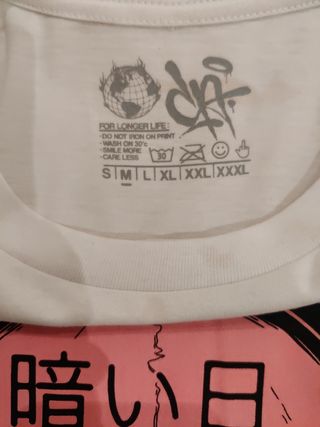 FOR LONGER LIFE:
· DO NOT IRON ON PRINT
· WASH ON 30'c
· SMILE MORE
· CARE LESS
30
S | M | L | XL | XXL | XXXL
暗い日